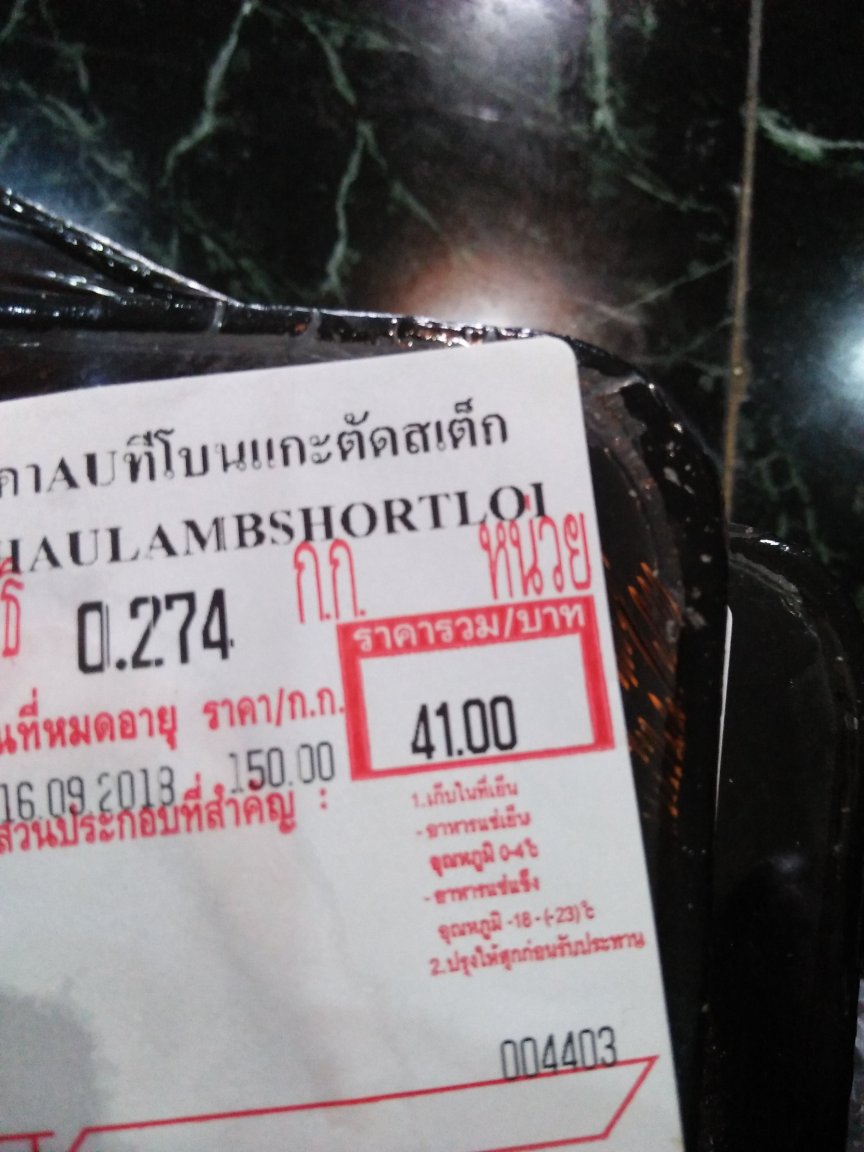 คาAUทีโบนแกะตัดสเต็ก
HAULAMBSHORTLOI
0.274 ก.ก. หน่วย
ราคารวม/บาท
41.00
นที่หมดอายุ ราคา/ก.ก.
16.09.2018 150.00
ส่วนประกอบที่สำคัญ :
1.เก็บในที่เย็น
-อาหารแช่เย็น
อุณหภูมิ 0-4 ํc
-อาหารแช่แข็ง
อุณหภูมิ -18-(-23) ํc
2.ปรุงให้สุกก่อนรับประทาน
004403